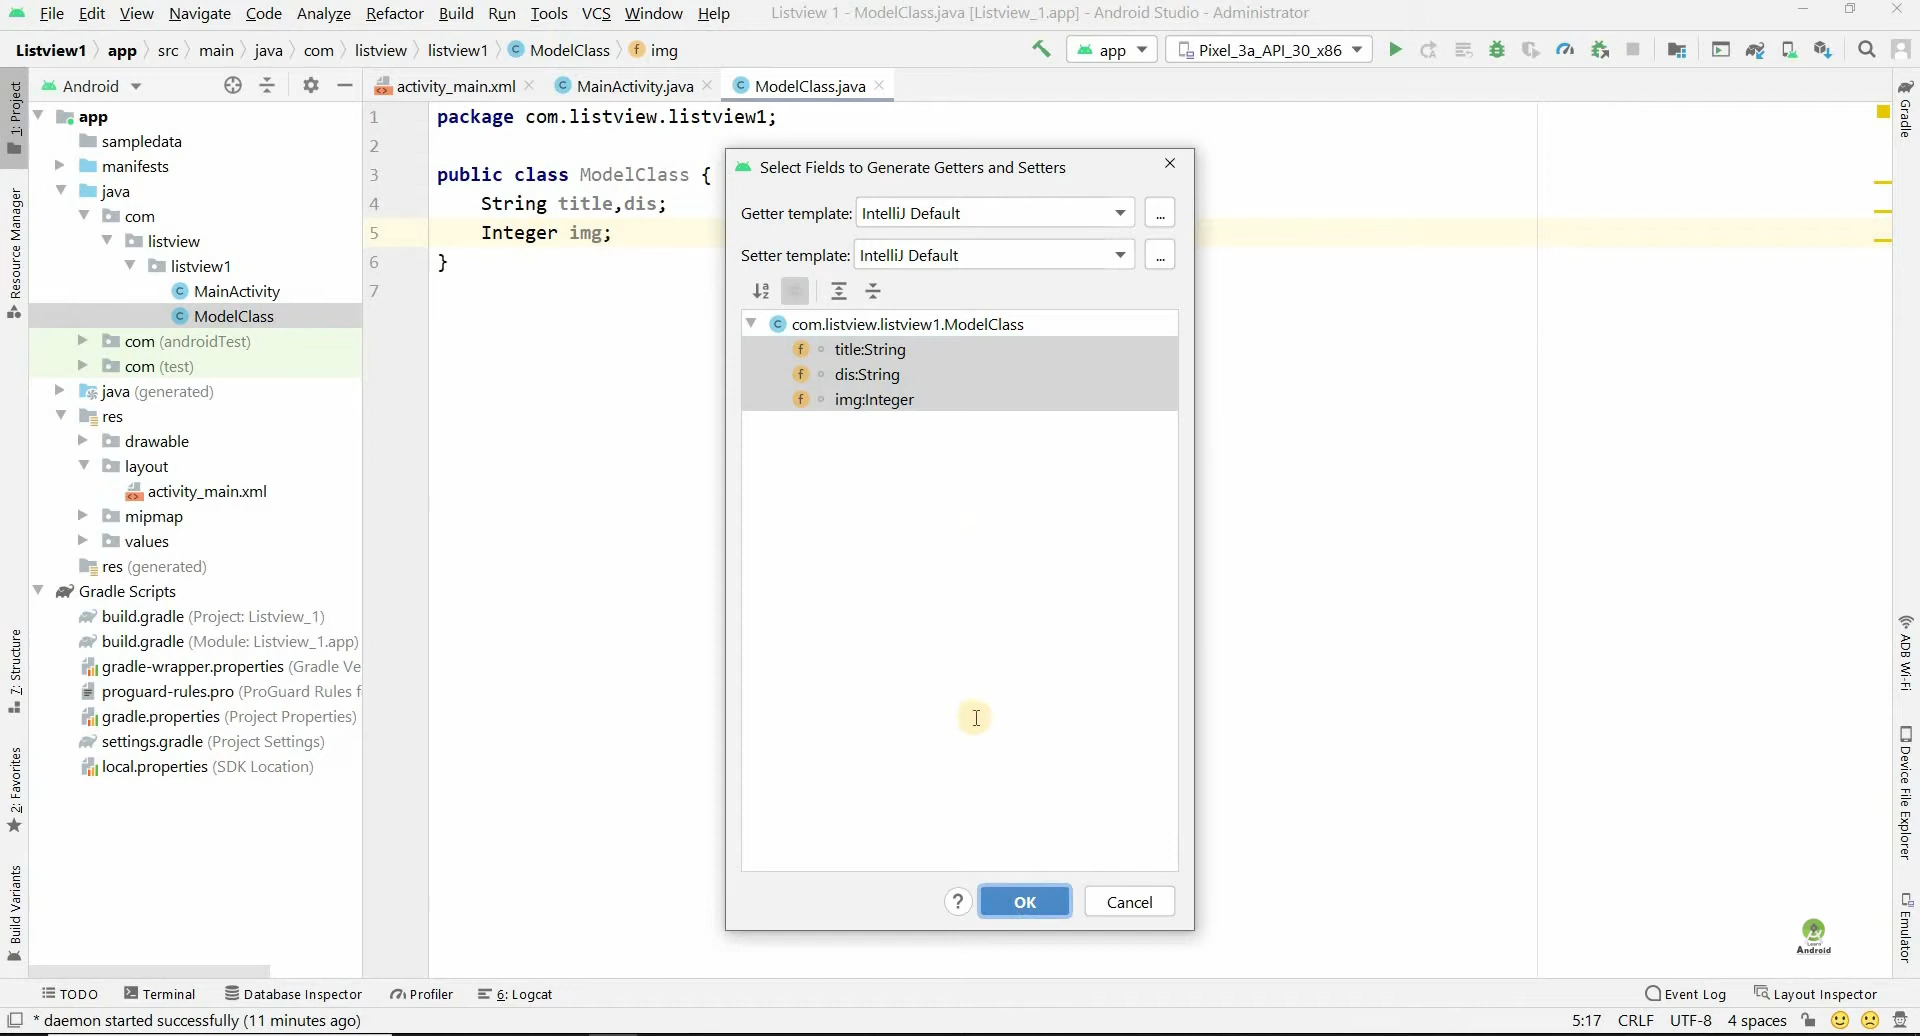 File Edit View Navigate Code Analyze Refactor Build Run Tools VCS Window Help Listview 1 - ModelClass.java [Listview_1.app] - Android Studio - Administrator
Listview1 app src main java com listview listview1 ModelClass img app Pixel_3a_API_30_x86
Android
activity_main.xml MainActivity.java ModelClass.java
1: Project
Resource Manager
7: Structure
2: Favorites
Build Variants
app
sampledata
manifests
java
com
listview
listview1
MainActivity
ModelClass
com (androidTest)
com (test)
java (generated)
res
drawable
layout
activity_main.xml
mipmap
values
res (generated)
Gradle Scripts
build.gradle (Project: Listview_1)
build.gradle (Module: Listview_1.app)
gradle-wrapper.properties (Gradle Ve
proguard-rules.pro (ProGuard Rules f
gradle.properties (Project Properties)
settings.gradle (Project Settings)
local.properties (SDK Location)
1 package com.listview.listview1;
2
3 public class ModelClass {
4 String title,dis;
5 Integer img;
6 }
7
Select Fields to Generate Getters and Setters
Getter template: IntelliJ Default ...
Setter template: IntelliJ Default ...
com.listview.listview1.ModelClass
title:String
dis:String
img:Integer
? OK Cancel
Gradle
ADB Wi-Fi
Device File Explorer
Emulator
Learn
Android
TODO Terminal Database Inspector Profiler 6: Logcat Event Log Layout Inspector
* daemon started successfully (11 minutes ago) 5:17 CRLF UTF-8 4 spaces